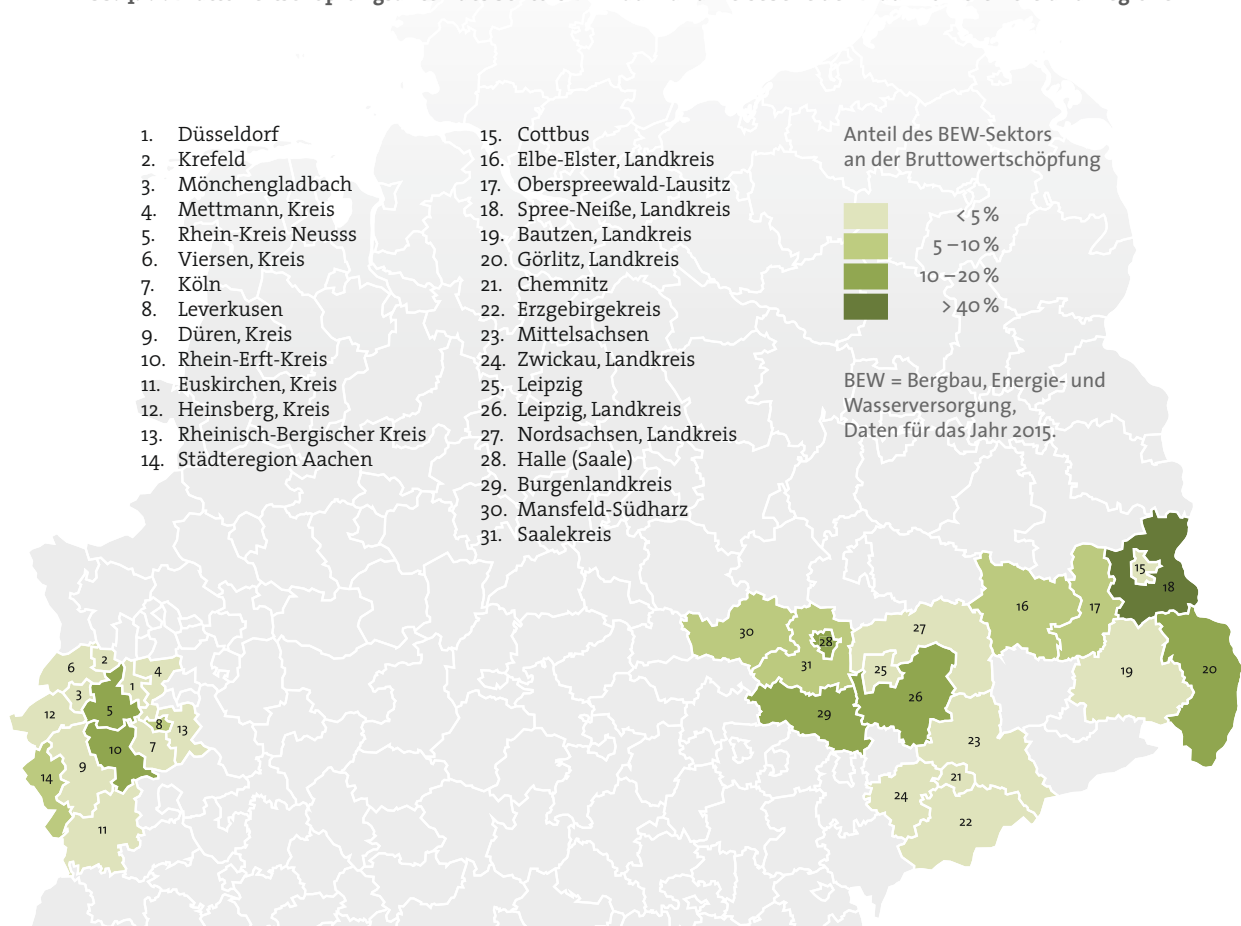 1. Düsseldorf
2. Krefeld
3. Mönchengladbach
4. Mettmann, Kreis
5. Rhein-Kreis Neusss
6. Viersen, Kreis
7. Köln
8. Leverkusen
9. Düren, Kreis
10. Rhein-Erft-Kreis
11. Euskirchen, Kreis
12. Heinsberg, Kreis
13. Rheinisch-Bergischer Kreis
14. Städteregion Aachen
15. Cottbus
16. Elbe-Elster, Landkreis
17. Oberspreewald-Lausitz
18. Spree-Neiße, Landkreis
19. Bautzen, Landkreis
20. Görlitz, Landkreis
21. Chemnitz
22. Erzgebirgekreis
23. Mittelsachsen
24. Zwickau, Landkreis
25. Leipzig
26. Leipzig, Landkreis
27. Nordsachsen, Landkreis
28. Halle (Saale)
29. Burgenlandkreis
30. Mansfeld-Südharz
31. Saalekreis
Anteil des BEW-Sektors
an der Bruttowertschöpfung
< 5 %
5 – 10 %
10 – 20 %
> 40 %
BEW = Bergbau, Energie- und
Wasserversorgung,
Daten für das Jahr 2015.
15
18
16
17
30
28
27
31
25
19
20
26
29
23
21
24
22
6
2
4
3
1
5
12
8
13
10
7
9
14
11